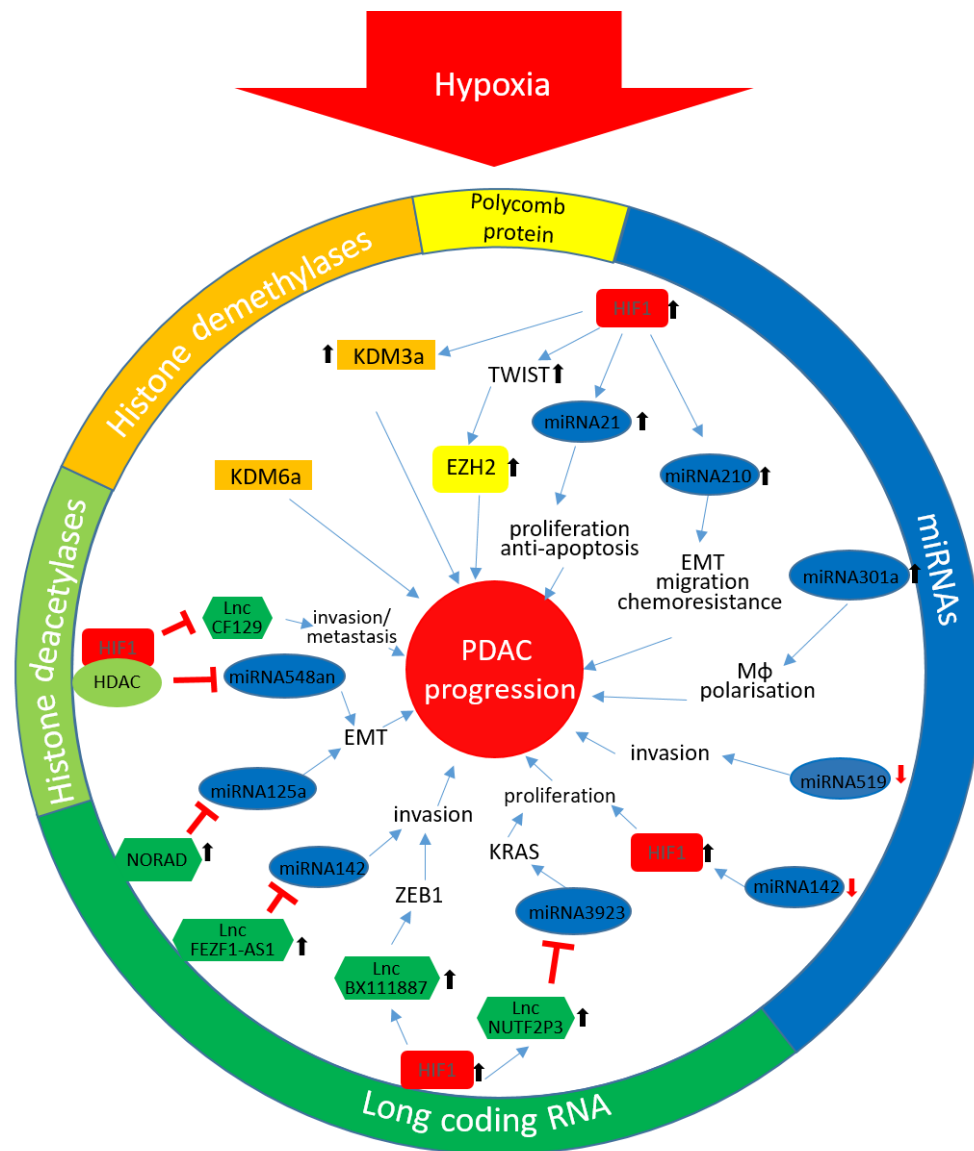 Hypoxia
Polycomb
protein
Histone demethylases
miRNAs
Histone deacetylases
Long coding RNA
HIF1
KDM3a
TWIST
miRNA21
EZH2
miRNA210
KDM6a
proliferation
anti-apoptosis
EMT
migration
chemoresistance
miRNA301a
Lnc
CF129
invasion/
metastasis
HIF1
HDAC
miRNA548an
PDAC
progression
Mϕ
polarisation
EMT
invasion
miRNA519
miRNA125a
invasion
proliferation
NORAD
miRNA142
KRAS
HIF1
miRNA142
ZEB1
miRNA3923
Lnc
FEZF1-AS1
Lnc
BX111887
Lnc
NUTF2P3
HIF1